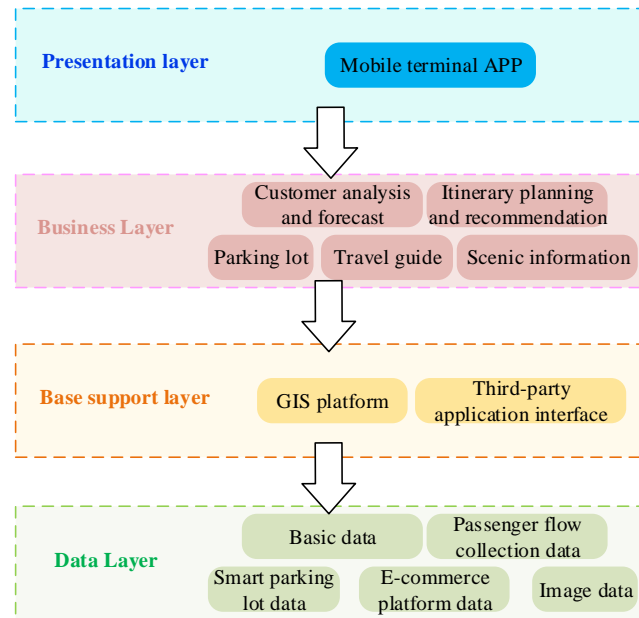 Presentation layer
Mobile terminal APP
Customer analysis
and forecast
Itinerary planning
and recommendation
Business Layer
Parking lot
Travel guide
Scenic information
Base support layer
GIS platform
Third-party
application interface
Basic data
Passenger flow
collection data
Data Layer
Smart parking
lot data
E-commerce
platform data
Image data